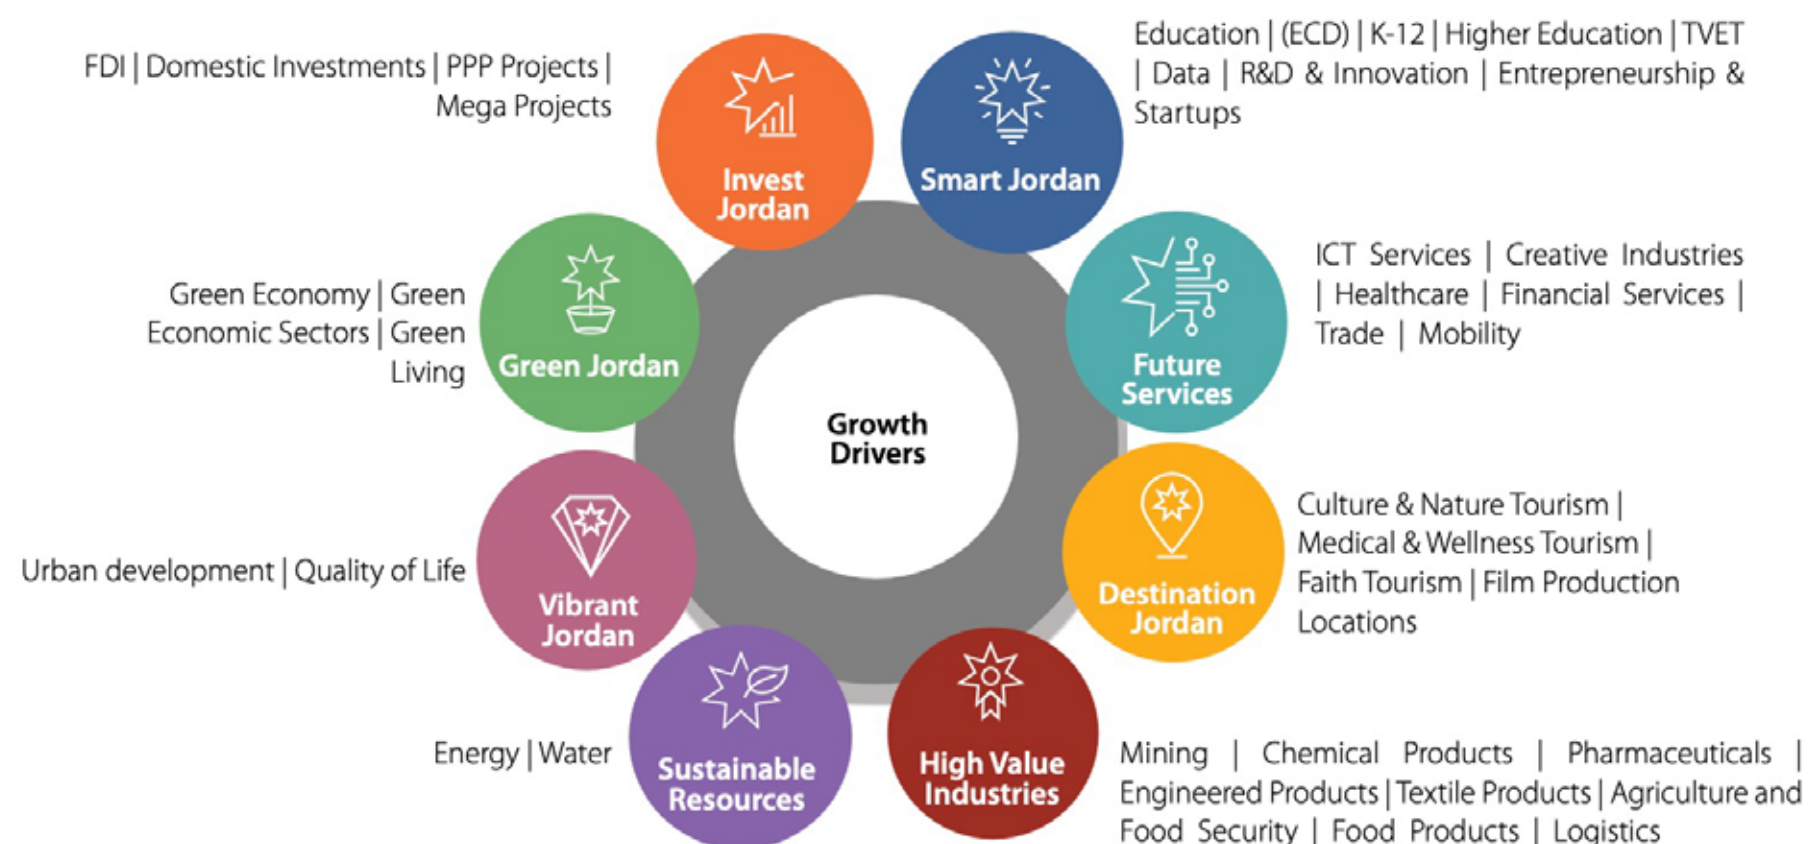 FDI | Domestic Investments | PPP Projects |
Mega Projects
Invest
Jordan
Smart Jordan
Education | (ECD) | K-12 | Higher Education | TVET
| Data | R&D & Innovation | Entrepreneurship &
Startups
Green Economy | Green
Economic Sectors | Green
Living
Green Jordan
Future
Services
ICT Services | Creative Industries
| Healthcare | Financial Services |
Trade | Mobility
Growth
Drivers
Urban development | Quality of Life
Vibrant
Jordan
Destination
Jordan
Culture & Nature Tourism |
Medical & Wellness Tourism |
Faith Tourism | Film Production
Locations
Energy | Water
Sustainable
Resources
High Value
Industries
Mining | Chemical Products | Pharmaceuticals |
Engineered Products | Textile Products | Agriculture and
Food Security | Food Products | Logistics